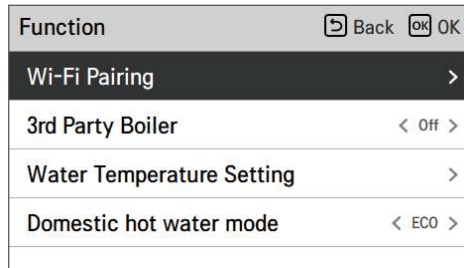 Function Back OK OK
Wi-Fi Pairing >
3rd Party Boiler < Off >
Water Temperature Setting >
Domestic hot water mode < ECO >